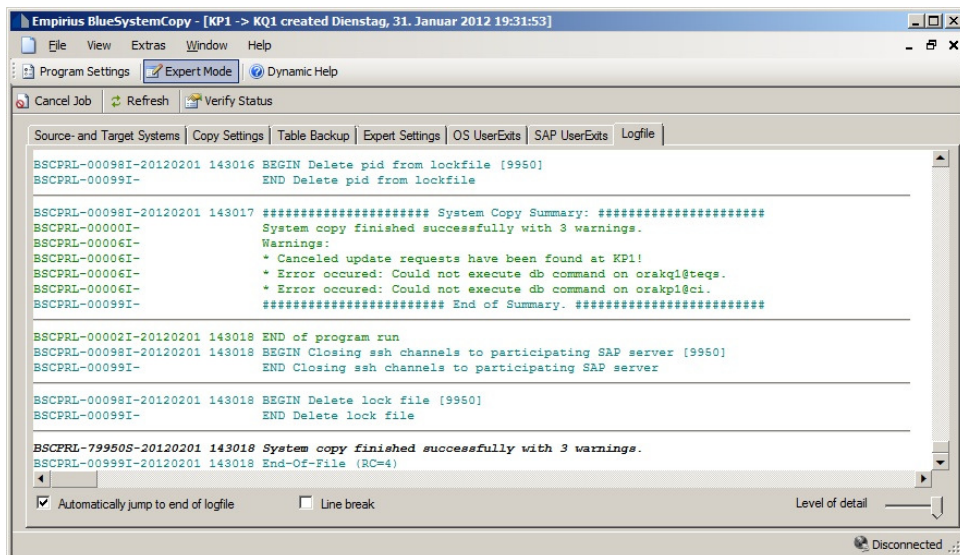 Empirius BlueSystemCopy - [KP1 -> KQ1 created Dienstag, 31. Januar 2012 19:31:53]
File View Extras Window Help
Program Settings Expert Mode Dynamic Help
Cancel Job Refresh Verify Status
Source- and Target Systems Copy Settings Table Backup Expert Settings OS UserExits SAP UserExits Logfile
BSCPRL-00098I-20120201 143016 BEGIN Delete pid from lockfile [9950]
BSCPRL-00099I- END Delete pid from lockfile
BSCPRL-00098I-20120201 143017 ###################### System Copy Summary: ######################
BSCPRL-00000I- System copy finished successfully with 3 warnings.
BSCPRL-00006I- Warnings:
BSCPRL-00006I- * Canceled update requests have been found at KP1!
BSCPRL-00006I- * Error occured: Could not execute db command on orakq1@teqs.
BSCPRL-00006I- * Error occured: Could not execute db command on orakp1@ci.
BSCPRL-00099I- ######################## End of Summary. #########################
BSCPRL-00002I-20120201 143018 END of program run
BSCPRL-00098I-20120201 143018 BEGIN Closing ssh channels to participating SAP server [9950]
BSCPRL-00099I- END Closing ssh channels to participating SAP server
BSCPRL-00098I-20120201 143018 BEGIN Delete lock file [9950]
BSCPRL-00099I- END Delete lock file
BSCPRL-79950S-20120201 143018 System copy finished successfully with 3 warnings.
BSCPRL-00999I-20120201 143018 End-Of-File (RC=4)
Automatically jump to end of logfile Line break Level of detail
Disconnected